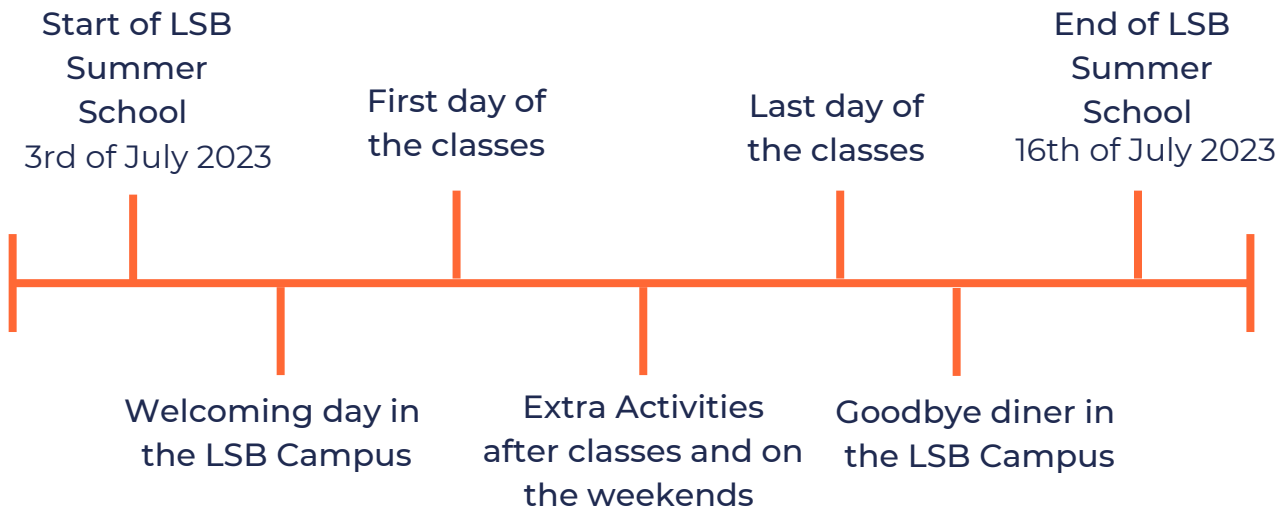 Start of LSB
Summer
School
3rd of July 2023
First day of
the classes
Last day of
the classes
End of LSB
Summer
School
16th of July 2023
Welcoming day in
the LSB Campus
Extra Activities
after classes and on
the weekends
Goodbye diner in
the LSB Campus